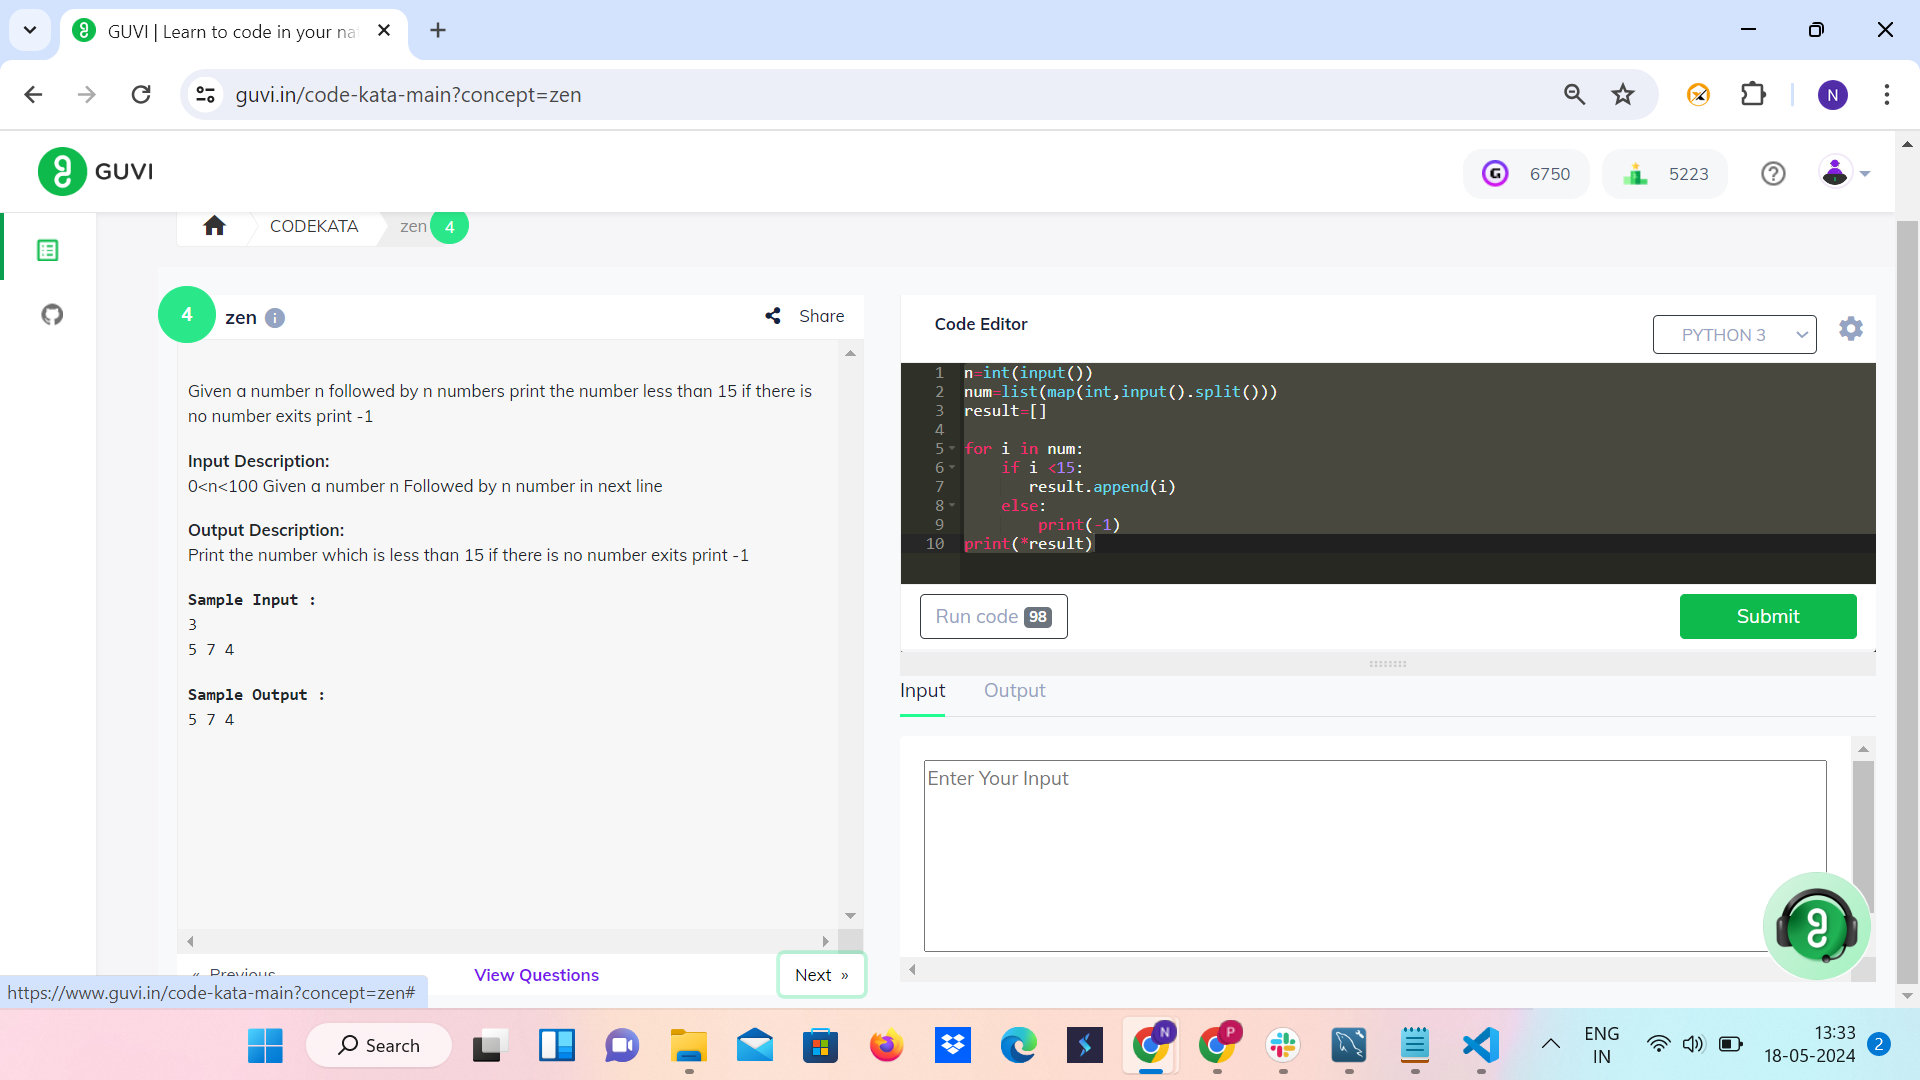 GUVI | Learn to code in your na
guvi.in/code-kata-main?concept=zen
N
GUVI
G
6750
5223
CODEKATA
zen
4
4
zen
Share
Given a number n followed by n numbers print the number less than 15 if there is
no number exits print -1
Input Description:
0<n<100 Given a number n Followed by n number in next line
Output Description:
Print the number which is less than 15 if there is no number exits print -1
Sample Input :
3
5 7 4
Sample Output :
5 7 4
« Previous
View Questions
Next »
https://www.guvi.in/code-kata-main?concept=zen#
Code Editor
PYTHON 3
1 n=int(input())
2 num=list(map(int,input().split()))
3 result=[]
4
5 for i in num:
6     if i <15:
7        result.append(i)
8     else:
9         print(-1)
10 print(*result)
Run code 98
Submit
Input
Output
Enter Your Input
Search
N
P
ENG
IN
13:33
18-05-2024
2